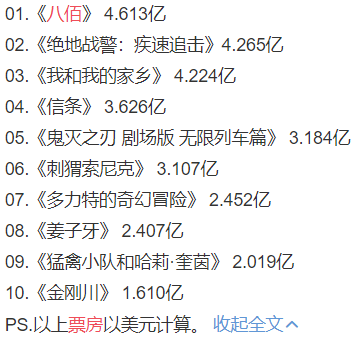 01.《八佰》 4.613亿
02.《绝地战警：疾速追击》4.265亿
03.《我和我的家乡》 4.224亿
04.《信条》 3.626亿
05.《鬼灭之刃 剧场版 无限列车篇》 3.184亿
06.《刺猬索尼克》 3.107亿
07.《多力特的奇幻冒险》 2.452亿
08.《姜子牙》 2.407亿
09.《猛禽小队和哈莉·奎茵》 2.019亿
10.《金刚川》 1.610亿
PS.以上票房以美元计算。 收起全文